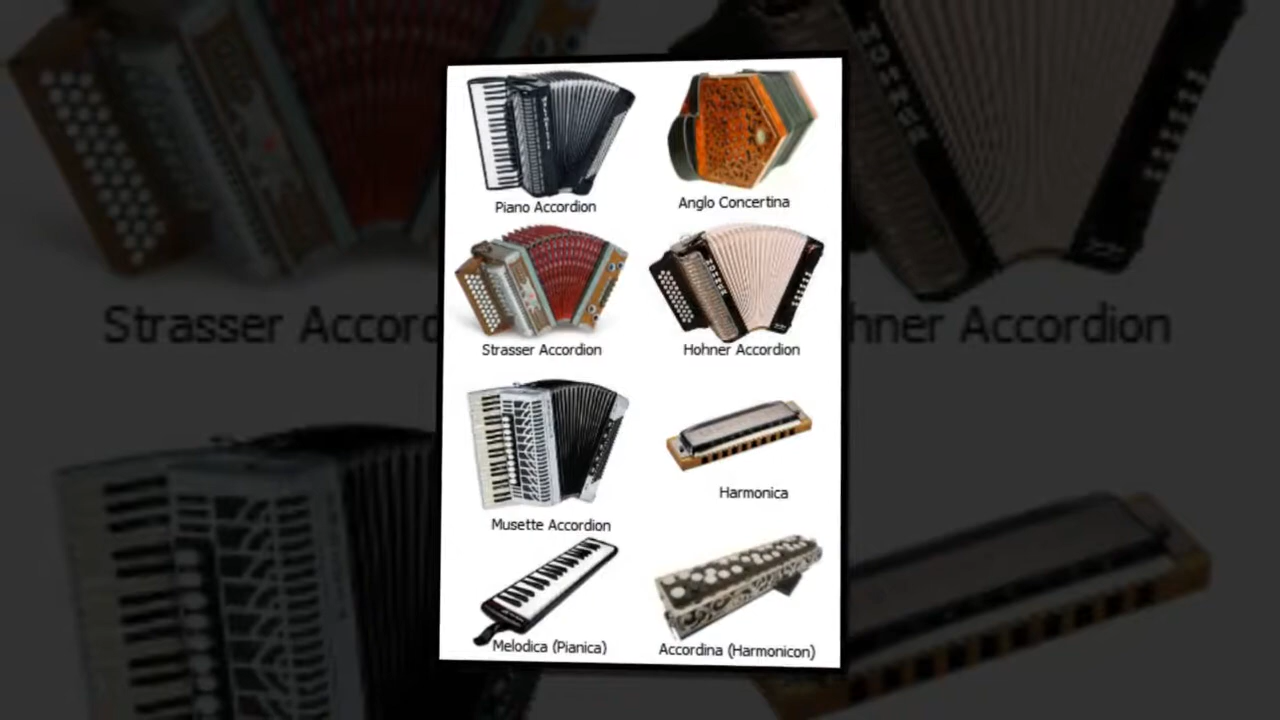 Piano Accordion
Anglo Concertina
Strasser Accordion
Hohner Accordion
Musette Accordion
Harmonica
Melodica (Pianica)
Accordina (Harmonicon)
Strasser Accord
hner Accordion